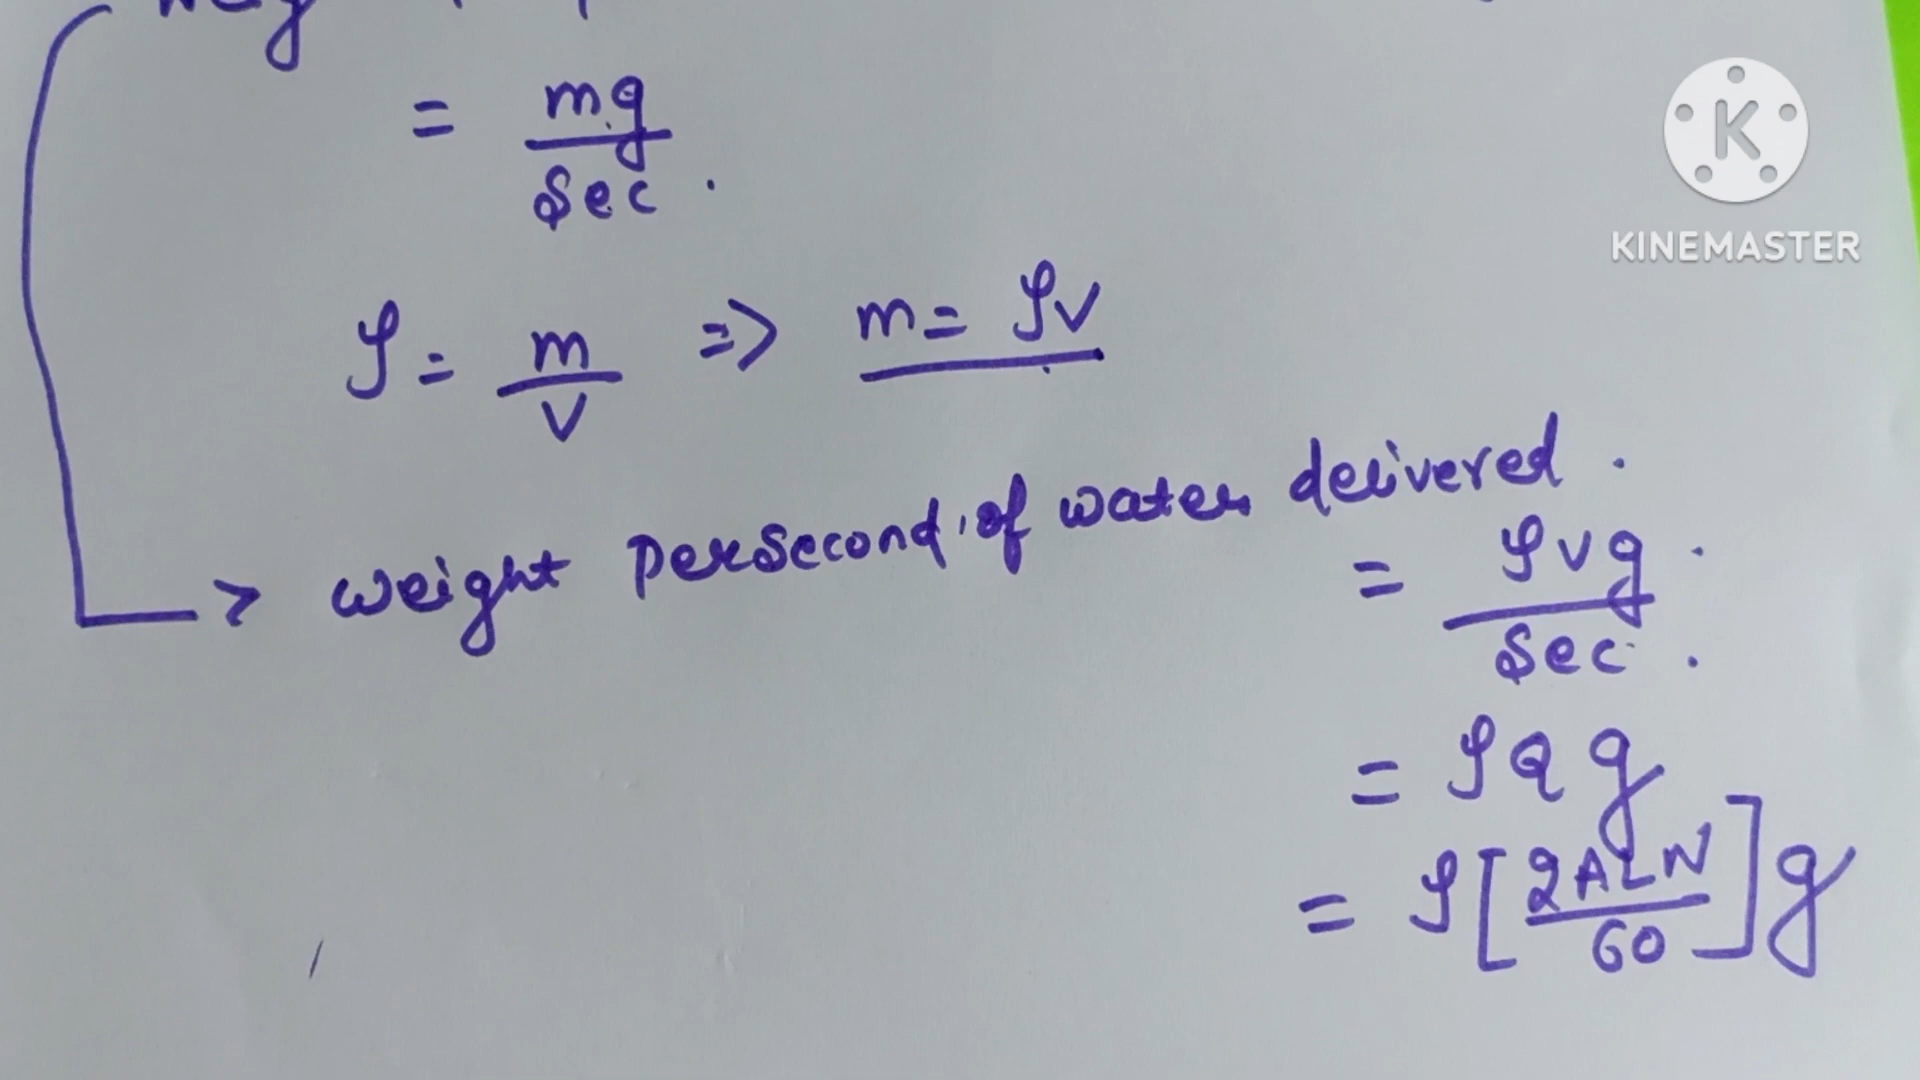 = mg / Sec .
K
KINEMASTER
ρ = m / V => m = ρV
weight Persecond of water delivered .
= ρVg / Sec .
= ρQg
= ρ[2ALN / 60]g